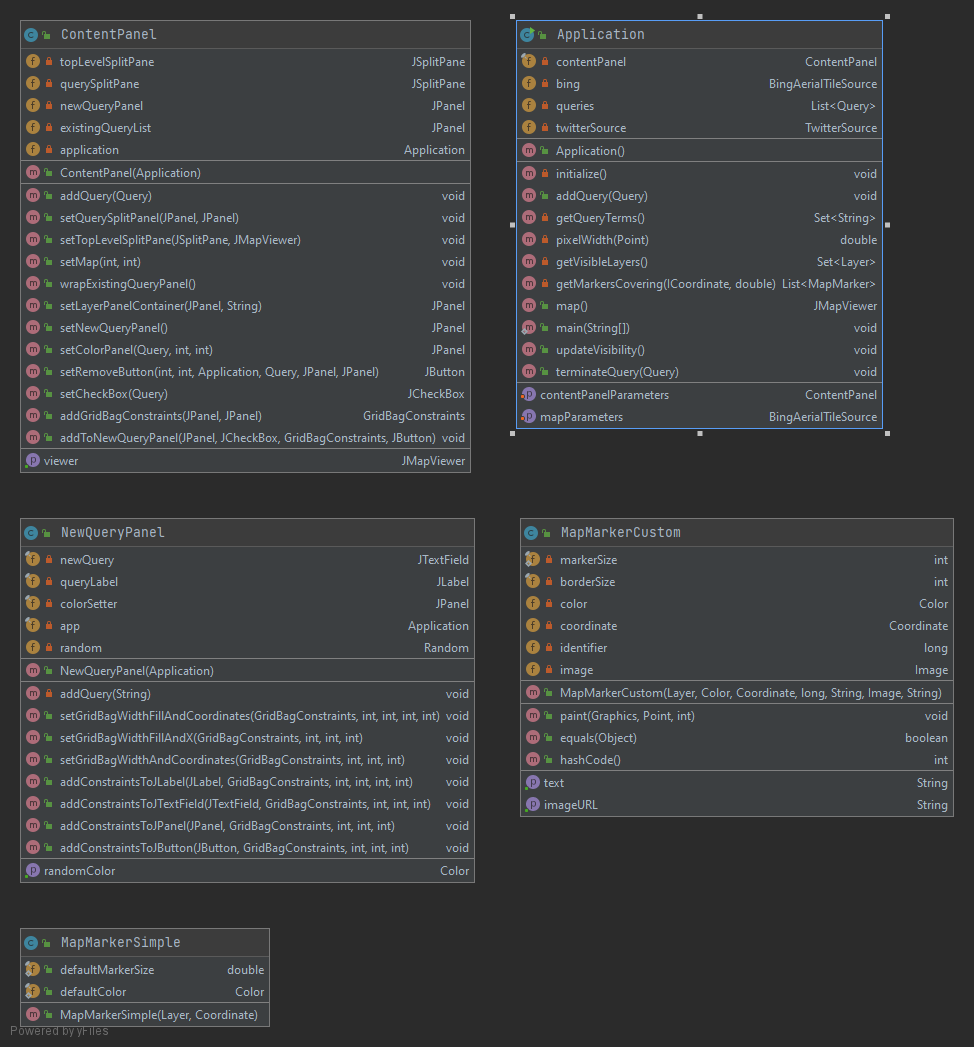 ContentPanel
topLevelSplitPane JSplitPane
querySplitPane JSplitPane
newQueryPanel JPanel
existingQueryList JPanel
application Application
ContentPanel(Application)
addQuery(Query) void
setQuerySplitPanel(JPanel, JPanel) void
setTopLevelSplitPane(JSplitPane, JMapViewer) void
setMap(int, int) void
wrapExistingQueryPanel() void
setLayerPanelContainer(JPanel, String) JPanel
setNewQueryPanel() JPanel
setColorPanel(Query, int, int) JPanel
setRemoveButton(int, int, Application, Query, JPanel, JPanel) JButton
setCheckBox(Query) JCheckBox
addGridBagConstraints(JPanel, JPanel) GridBagConstraints
addToNewQueryPanel(JPanel, JCheckBox, GridBagConstraints, JButton) void
viewer JMapViewer
Application
contentPanel ContentPanel
bing BingAerialTileSource
queries List<Query>
twitterSource TwitterSource
Application()
initialize() void
addQuery(Query) void
getQueryTerms() Set<String>
pixelWidth(Point) double
getVisibleLayers() Set<Layer>
getMarkersCovering(ICoordinate, double) List<MapMarker>
map() JMapViewer
main(String[]) void
updateVisibility() void
terminateQuery(Query) void
contentPanelParameters ContentPanel
mapParameters BingAerialTileSource
NewQueryPanel
newQuery JTextField
queryLabel JLabel
colorSetter JPanel
app Application
random Random
NewQueryPanel(Application)
addQuery(String) void
setGridBagWidthFillAndCoordinates(GridBagConstraints, int, int, int, int) void
setGridBagWidthFillAndX(GridBagConstraints, int, int, int) void
setGridBagWidthAndCoordinates(GridBagConstraints, int, int, int) void
addConstraintsToJLabel(JLabel, GridBagConstraints, int, int, int, int) void
addConstraintsToJTextField(JTextField, GridBagConstraints, int, int, int) void
addConstraintsToJPanel(JPanel, GridBagConstraints, int, int, int) void
addConstraintsToJButton(JButton, GridBagConstraints, int, int, int) void
randomColor Color
MapMarkerCustom
markerSize int
borderSize int
color Color
coordinate Coordinate
identifier long
image Image
MapMarkerCustom(Layer, Color, Coordinate, long, String, Image, String)
paint(Graphics, Point, int) void
equals(Object) boolean
hashCode() int
text String
imageURL String
MapMarkerSimple
defaultMarkerSize double
defaultColor Color
MapMarkerSimple(Layer, Coordinate)
Powered by yFiles